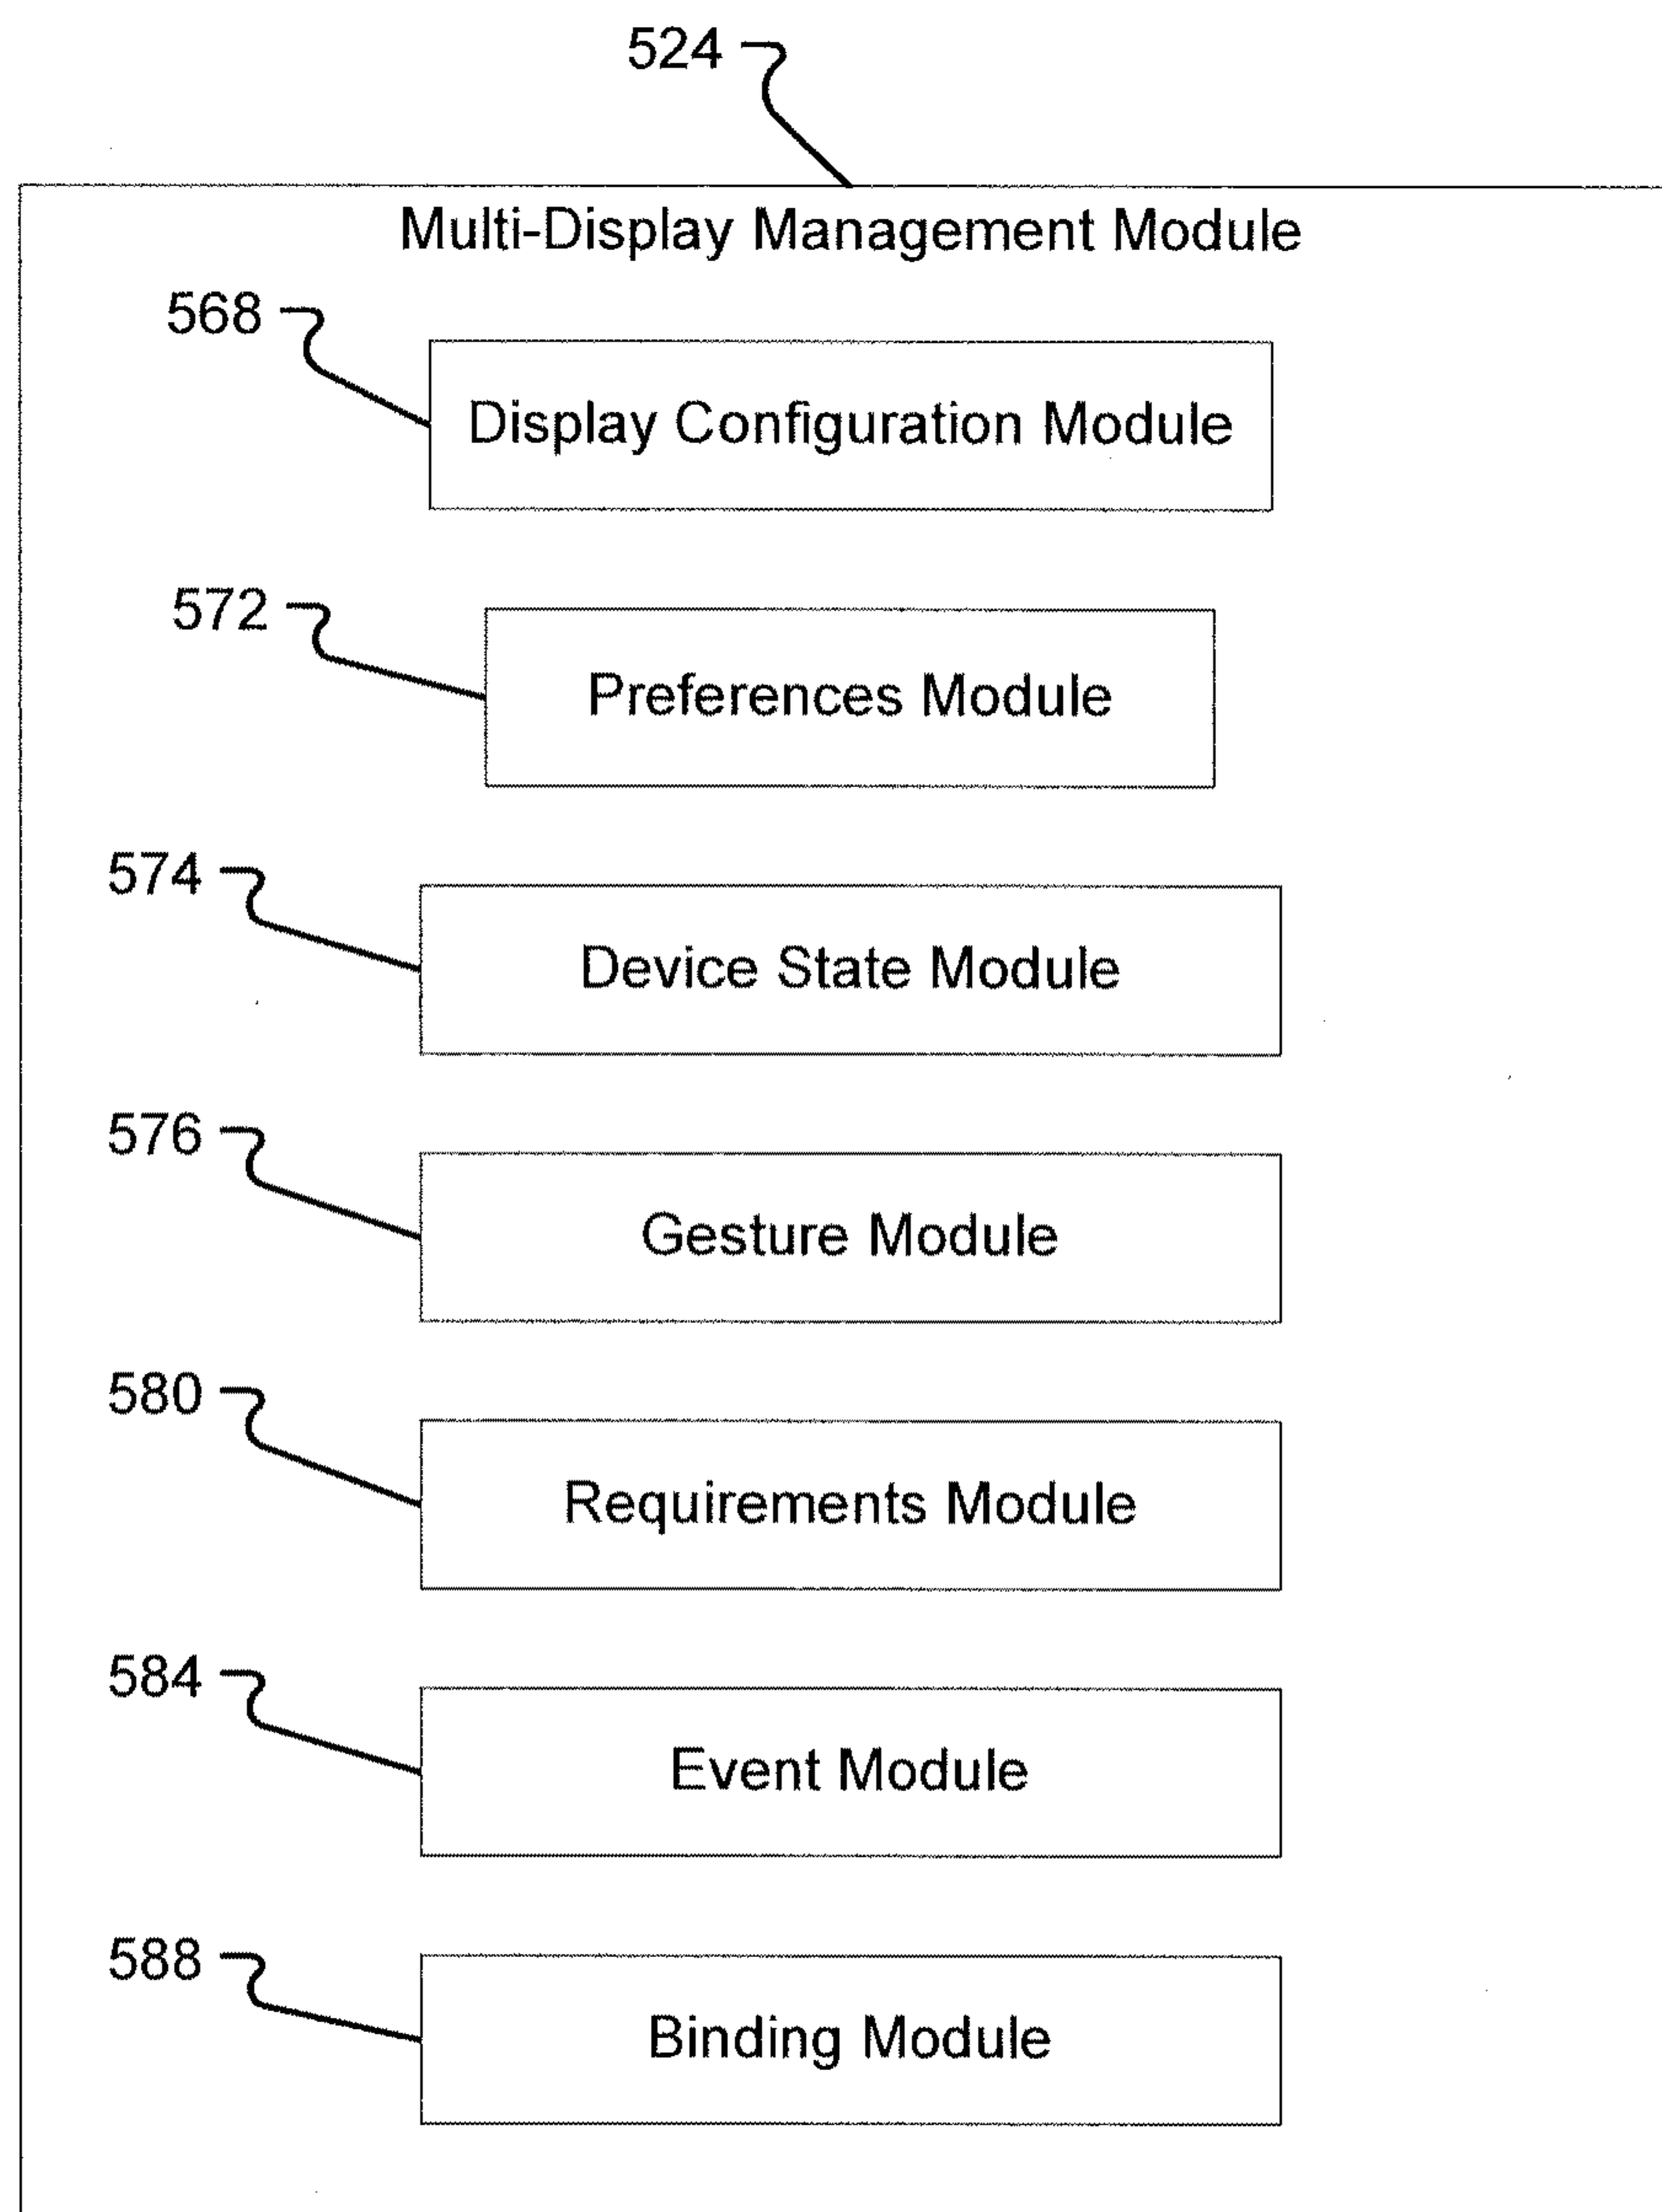 524
Multi-Display Management Module
568
Display Configuration Module
572
Preferences Module
574
Device State Module
576
Gesture Module
580
Requirements Module
584
Event Module
588
Binding Module